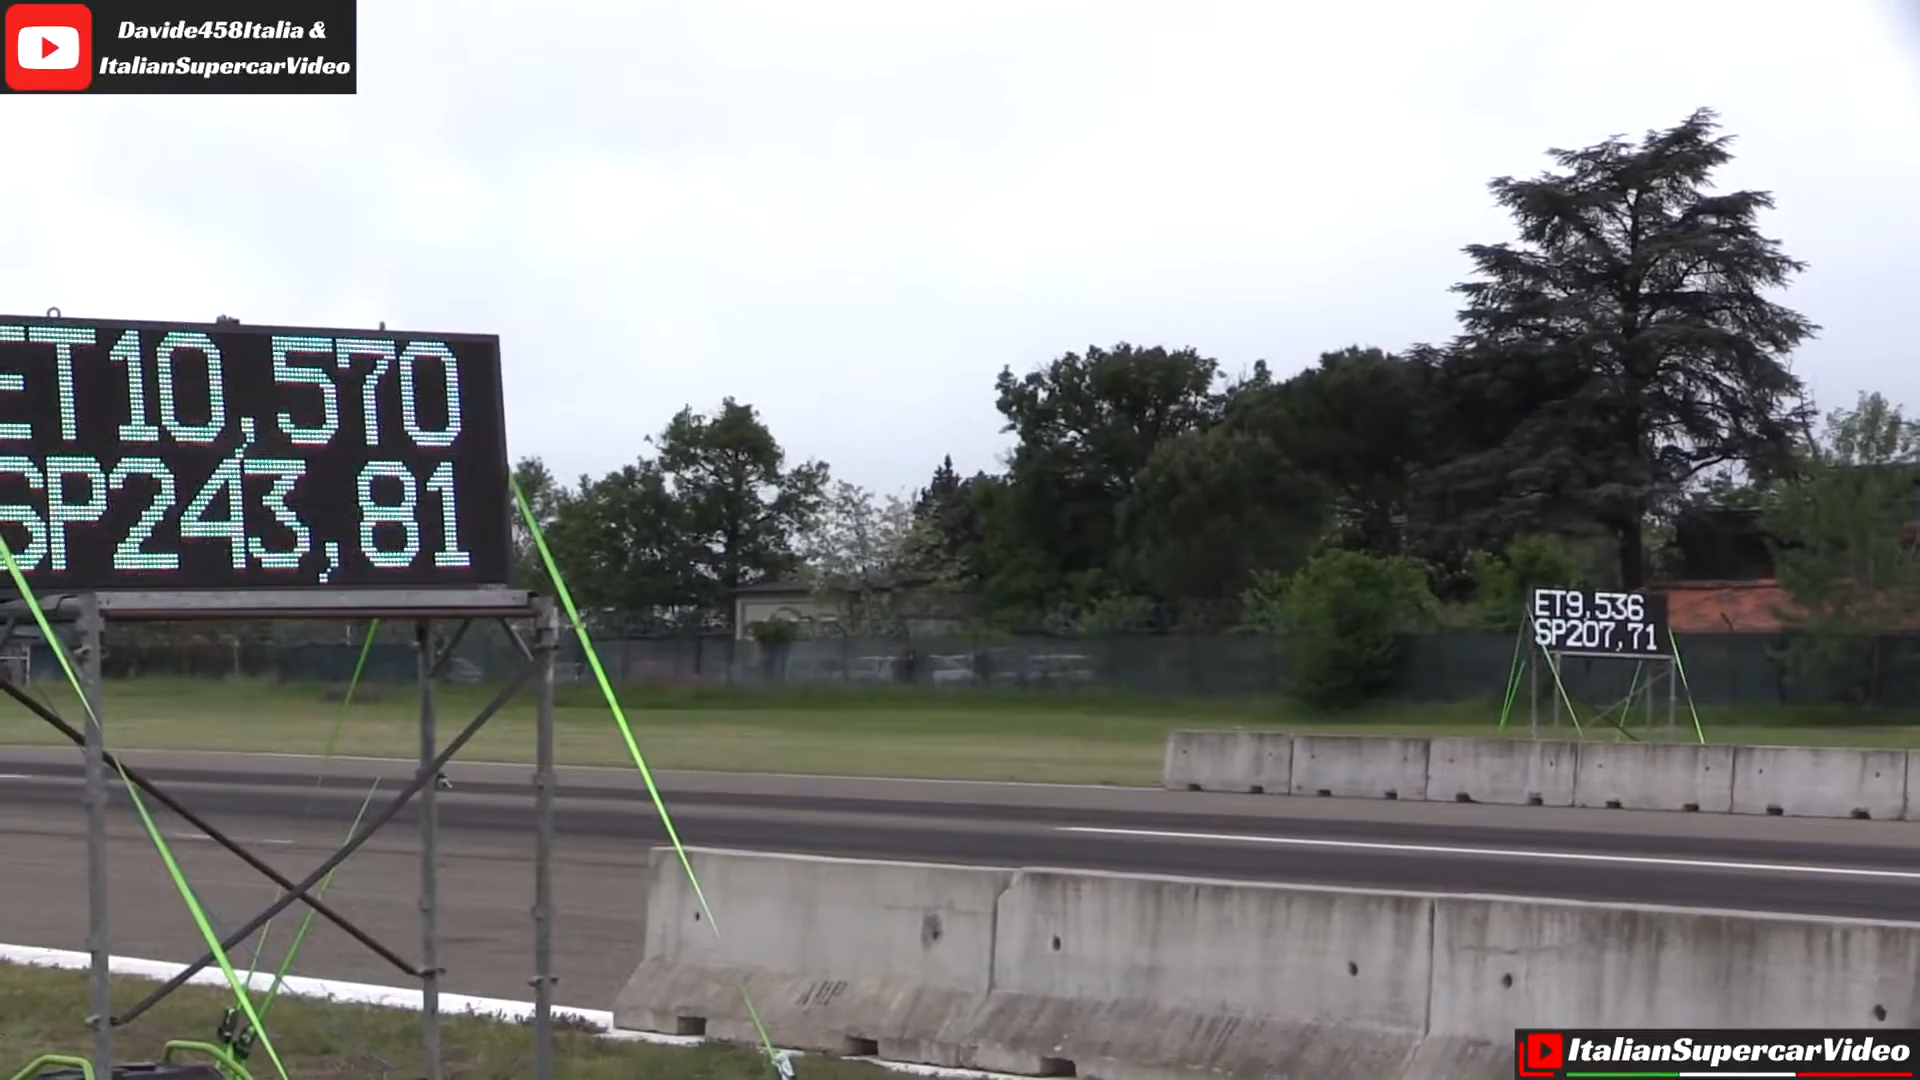 Davide458Italia &
ItalianSupercarVideo
ET10,570
SP243,81
ET9,536
SP207,71
ItalianSupercarVideo